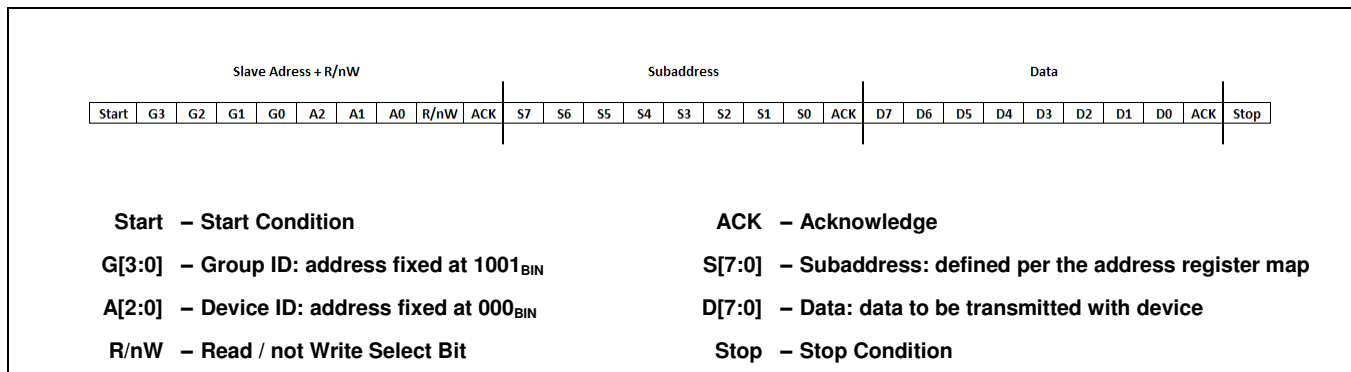 Slave Adress + R/nW Subaddress Data
Start G3 G2 G1 G0 A2 A1 A0 R/nW ACK S7 S6 S5 S4 S3 S2 S1 S0 ACK D7 D6 D5 D4 D3 D2 D1 D0 ACK Stop
Start – Start Condition ACK – Acknowledge
G[3:0] – Group ID: address fixed at 1001BIN S[7:0] – Subaddress: defined per the address register map
A[2:0] – Device ID: address fixed at 000BIN D[7:0] – Data: data to be transmitted with device
R/nW – Read / not Write Select Bit Stop – Stop Condition